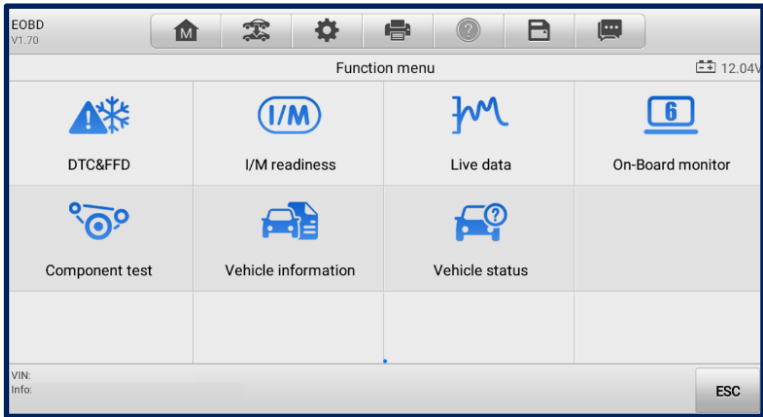 EOBD
V1.70
M
Function menu
12.04V
I/M
6
DTC&FFD
I/M readiness
Live data
On-Board monitor
Component test
Vehicle information
Vehicle status
VIN:
Info:
ESC